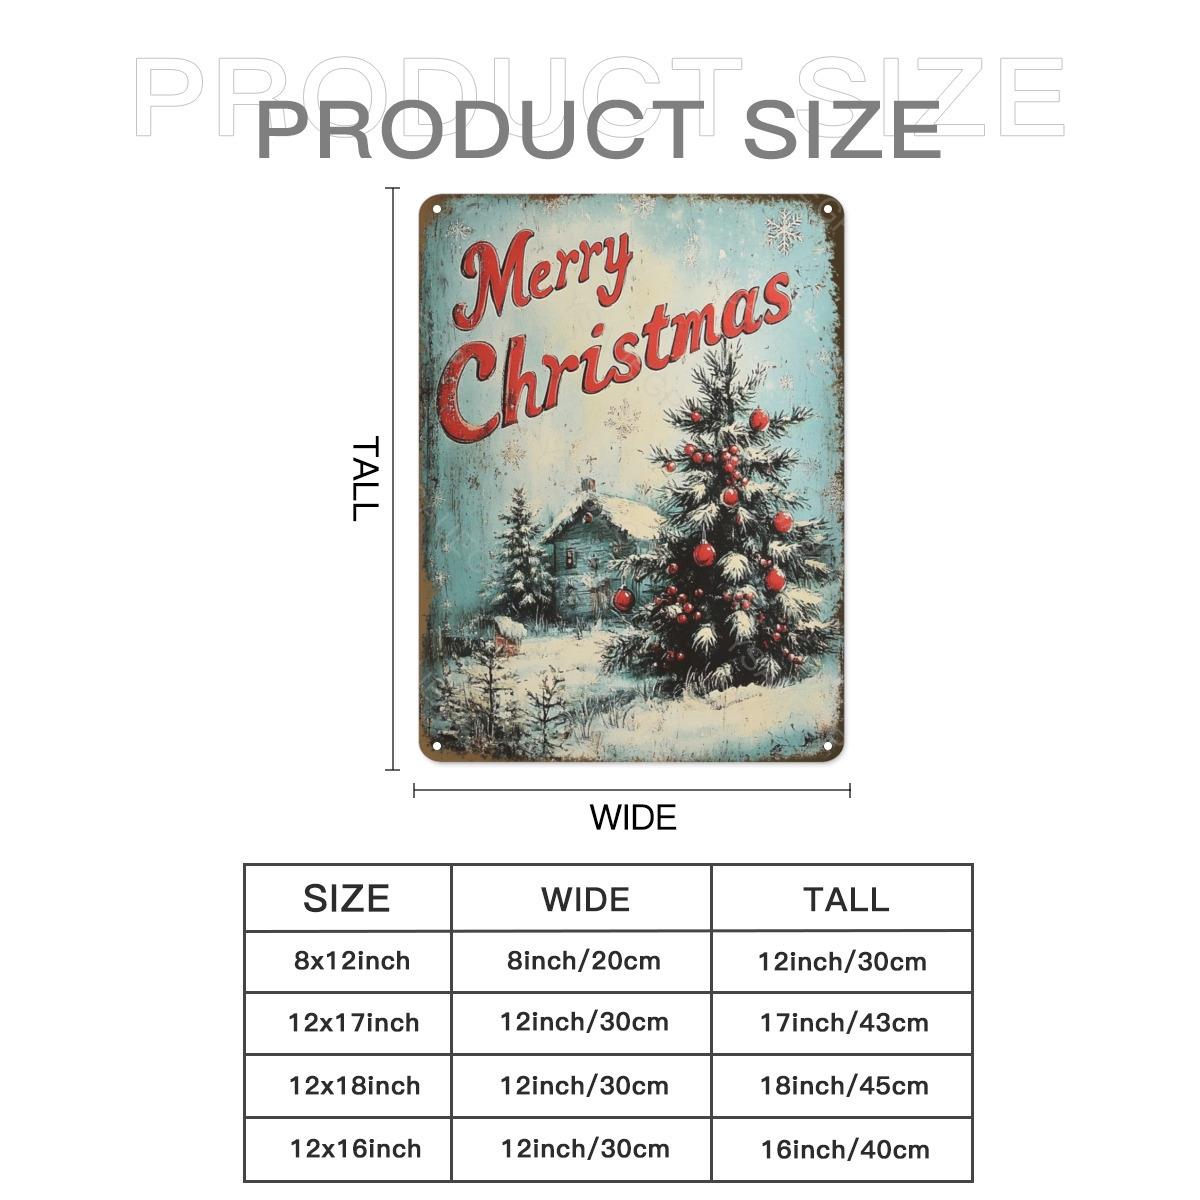 PRODUCT SIZE
PRODUCT SIZE
Merry
Christmas
TALL
WIDE
SIZE WIDE TALL
8x12inch 8inch/20cm 12inch/30cm
12x17inch 12inch/30cm 17inch/43cm
12x18inch 12inch/30cm 18inch/45cm
12x16inch 12inch/30cm 16inch/40cm